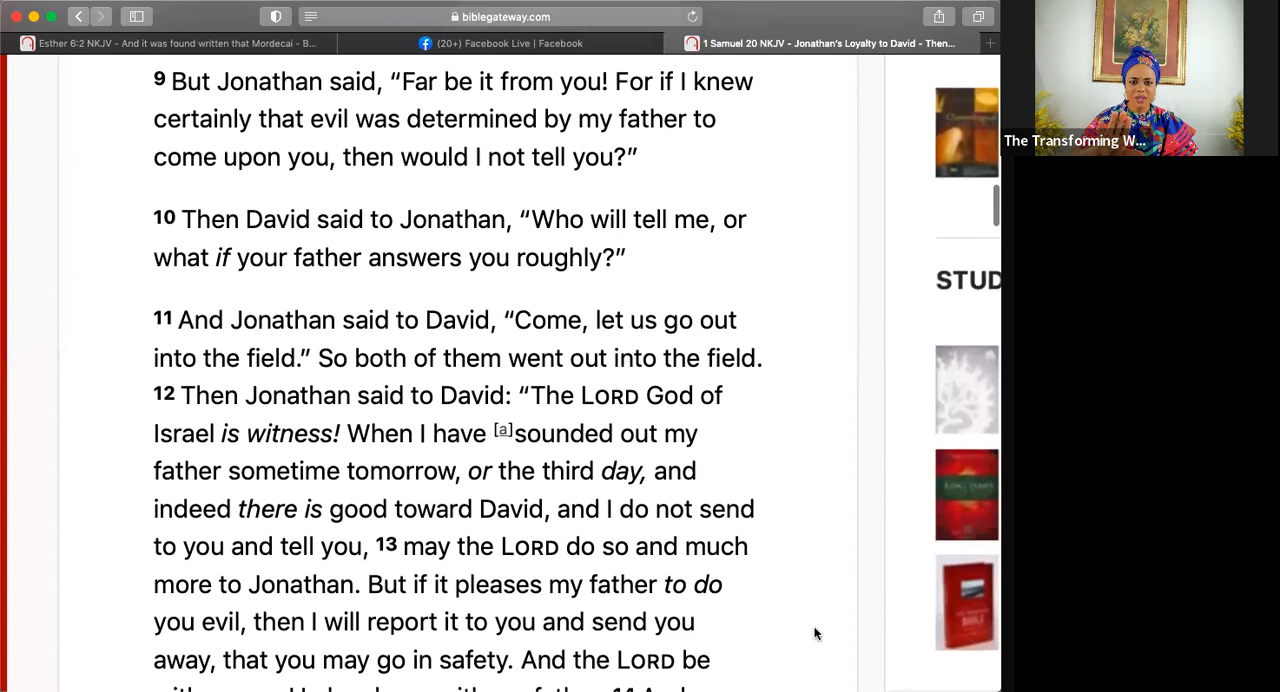 biblegateway.com
Esther 6:2 NKJV - And it was found written that Mordecai - B...
(20+) Facebook Live | Facebook
1 Samuel 20 NKJV - Jonathan's Loyalty to David - Then...
9 But Jonathan said, “Far be it from you! For if I knew
certainly that evil was determined by my father to
come upon you, then would I not tell you?”
10 Then David said to Jonathan, “Who will tell me, or
what if your father answers you roughly?”
11 And Jonathan said to David, “Come, let us go out
into the field.” So both of them went out into the field.
12 Then Jonathan said to David: “The LORD God of
Israel is witness! When I have [a]sounded out my
father sometime tomorrow, or the third day, and
indeed there is good toward David, and I do not send
to you and tell you, 13 may the LORD do so and much
more to Jonathan. But if it pleases my father to do
you evil, then I will report it to you and send you
away, that you may go in safety. And the LORD be
STUD
The Transforming W...